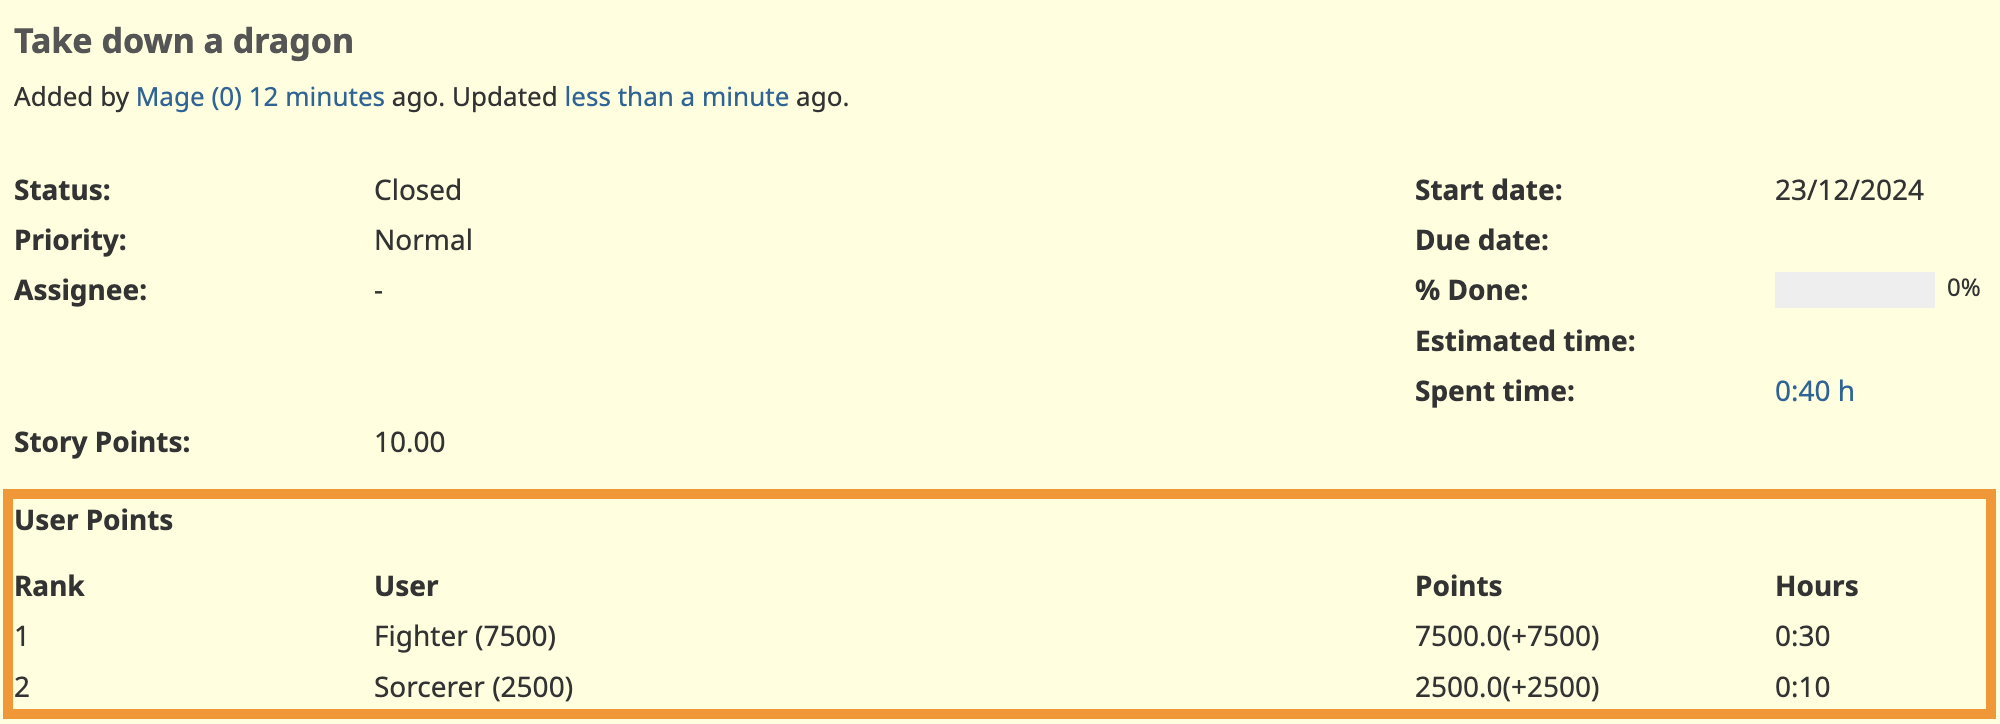 Take down a dragon
Added by Mage (0) 12 minutes ago. Updated less than a minute ago.
Status: Closed Start date: 23/12/2024
Priority: Normal Due date:
Assignee: - % Done: 0%
Estimated time:
Spent time: 0:40 h
Story Points: 10.00
User Points
Rank User Points Hours
1 Fighter (7500) 7500.0(+7500) 0:30
2 Sorcerer (2500) 2500.0(+2500) 0:10